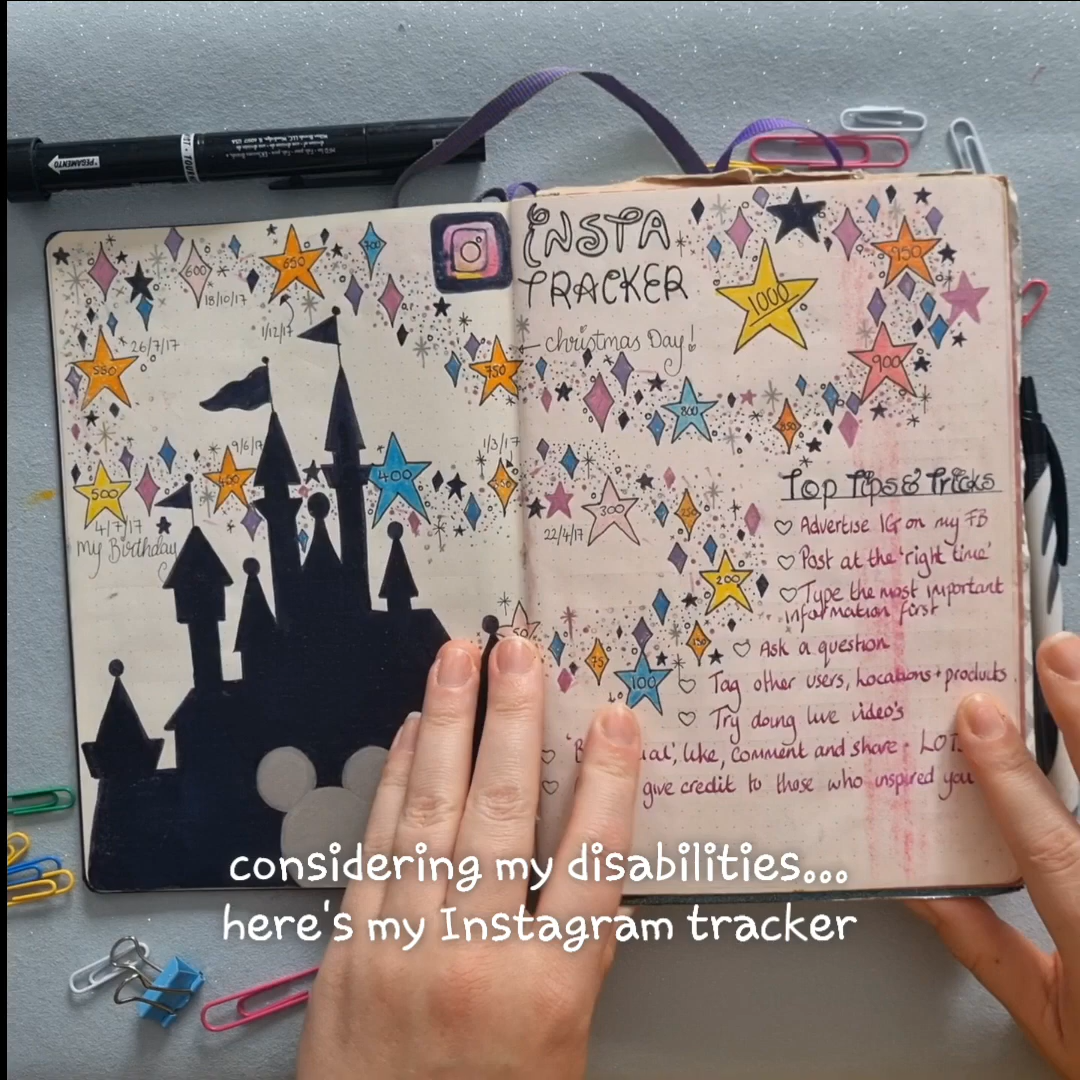 PEGAMENTO
INSTA
TRACKER
700
650
600
18/10/17
1/12/17
26/7/17
550
750
- christmas Day!
1000
950
900
800
850
9/6/17
1/3/17
400
500
4/7/17
My Birthday
300
22/4/17
250
200
150
75
100
50
Top Tips & Tricks
Advertise IG on my FB
Post at the 'right time'
Type the most important
information first
Ask a question
Tag other users, Locations + products.
Try doing live video's
like, comment and share -
give credit to those who inspired you
considering my disabilities...
here's my Instagram tracker